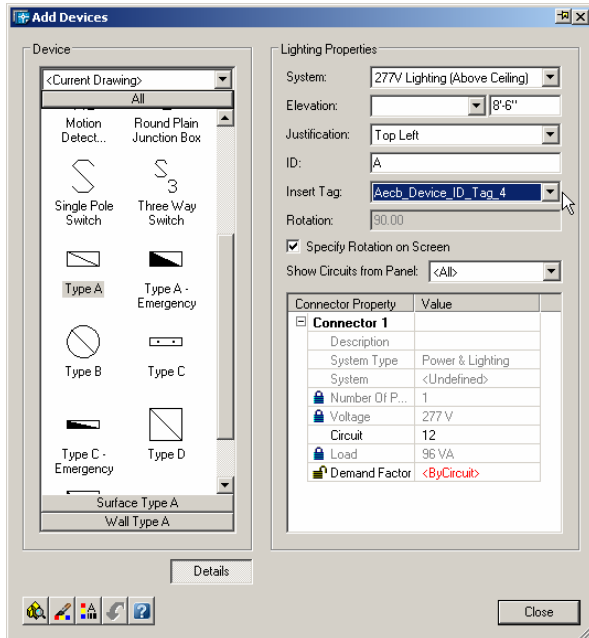 Add Devices
Device
<Current Drawing>
All
Motion Detect...
Round Plain Junction Box
Single Pole Switch
Three Way Switch
Type A
Type A - Emergency
Type B
Type C
Type C - Emergency
Type D
Surface Type A
Wall Type A
Details
Lighting Properties
System: 277V Lighting (Above Ceiling)
Elevation: 8'-6"
Justification: Top Left
ID: A
Insert Tag: Aecb_Device_ID_Tag_4
Rotation: 90.00
Specify Rotation on Screen
Show Circuits from Panel: <All>
Connector Property Value
Connector 1
Description
System Type Power & Lighting
System <Undefined>
Number Of P... 1
Voltage 277 V
Circuit 12
Load 96 VA
Demand Factor <ByCircuit>
Close